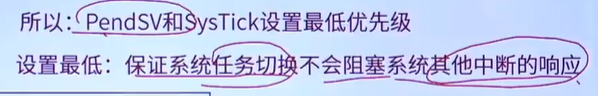 所以：PendSV和SysTick设置最低优先级
设置最低：保证系统任务切换不会阻塞系统其他中断的响应